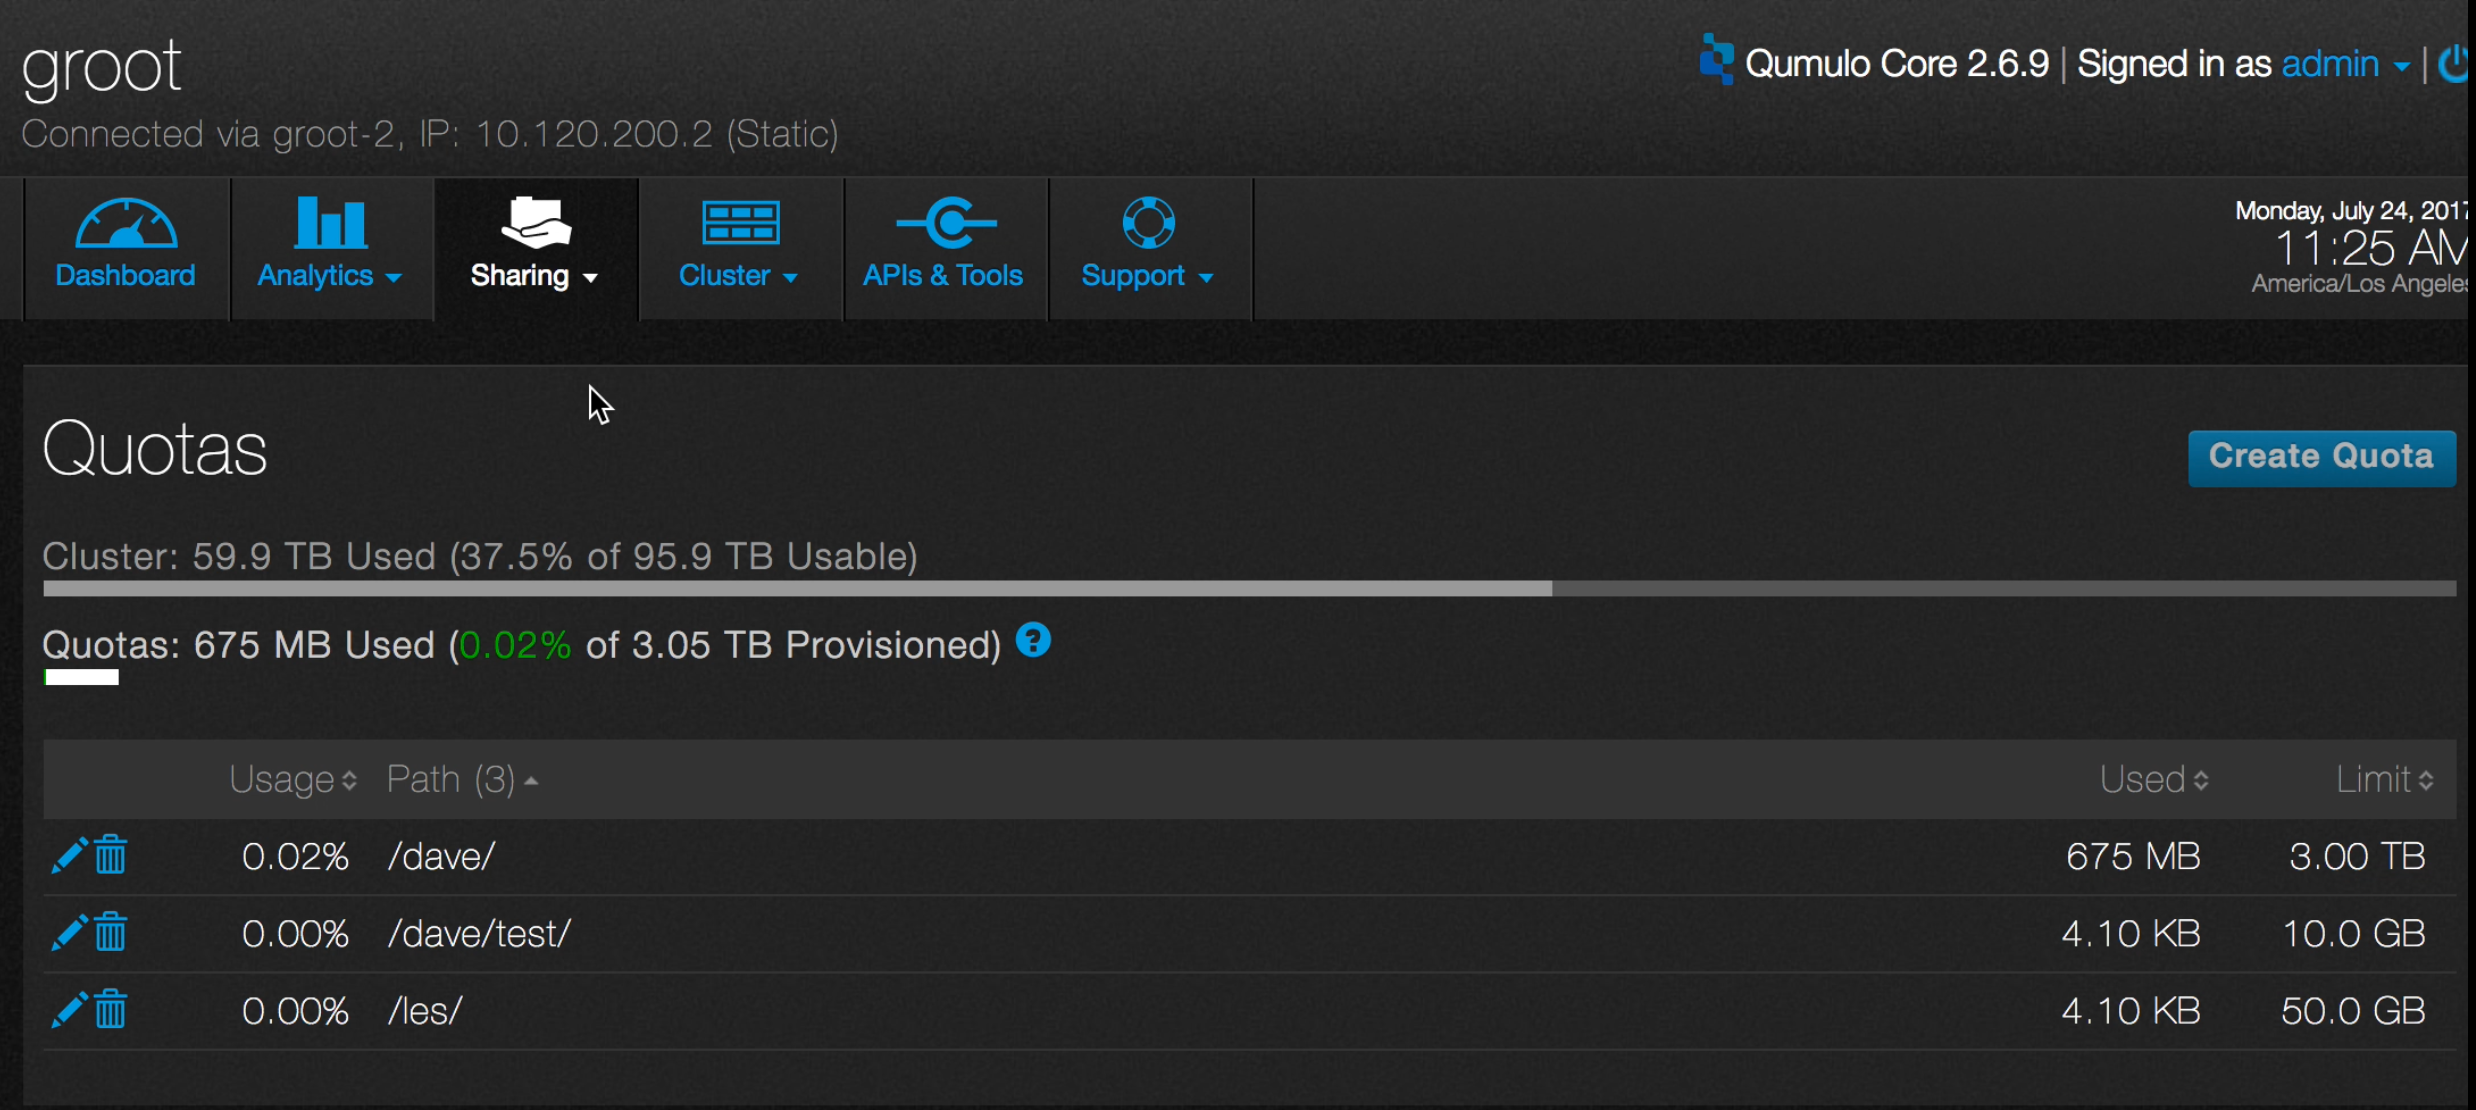 groot
Qumulo Core 2.6.9 | Signed in as admin |
Connected via groot-2, IP: 10.120.200.2 (Static)
Dashboard Analytics Sharing Cluster APIs & Tools Support
Monday, July 24, 2017
11:25 AM
America/Los Angeles
Quotas
Create Quota
Cluster: 59.9 TB Used (37.5% of 95.9 TB Usable)
Quotas: 675 MB Used (0.02% of 3.05 TB Provisioned) ?
Usage Path (3) Used Limit
0.02% /dave/ 675 MB 3.00 TB
0.00% /dave/test/ 4.10 KB 10.0 GB
0.00% /les/ 4.10 KB 50.0 GB